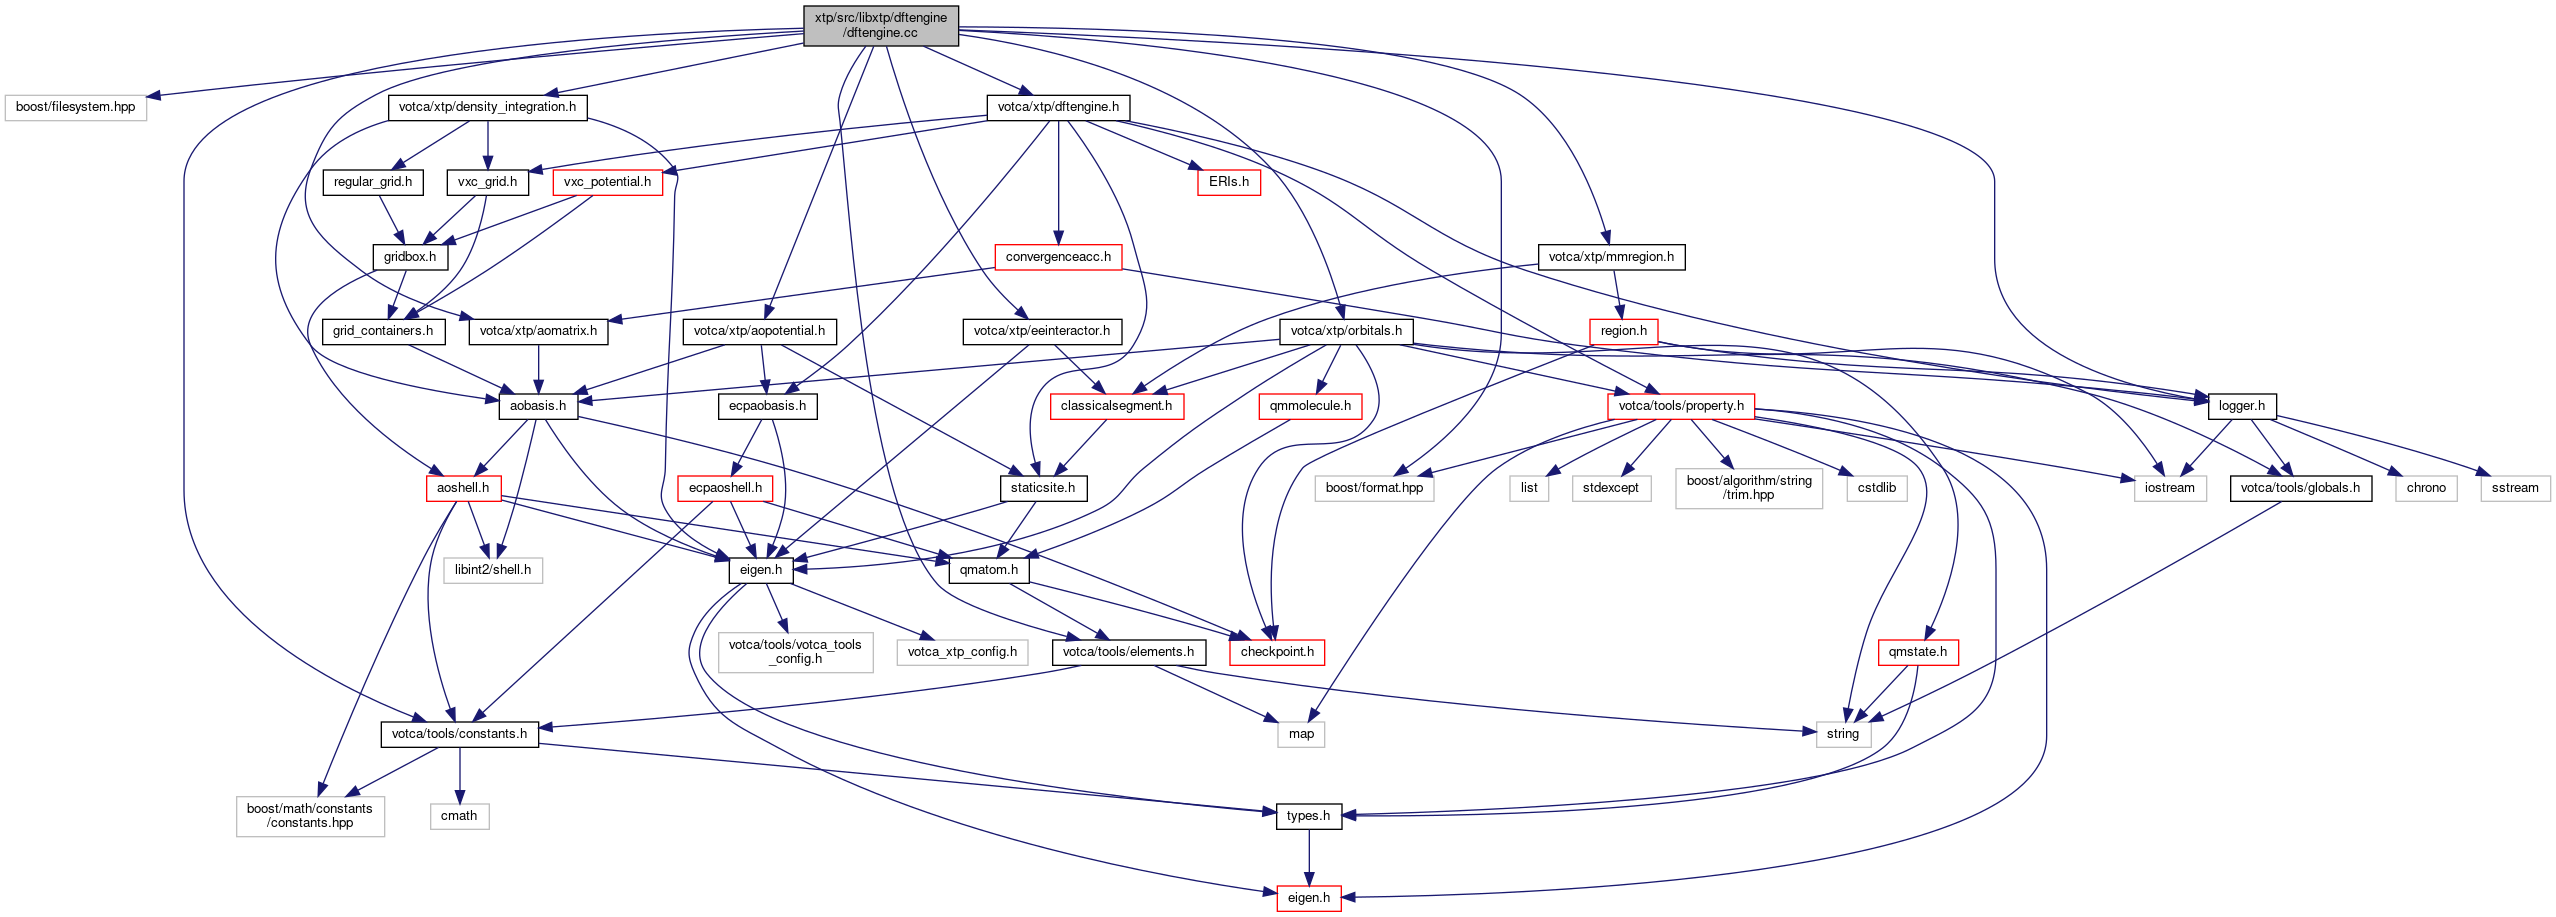 xtp/src/libxtp/dftengine
/dftengine.cc
boost/filesystem.hpp
votca/xtp/density_integration.h
votca/xtp/dftengine.h
regular_grid.h
vxc_grid.h
vxc_potential.h
ERIs.h
gridbox.h
convergenceacc.h
votca/xtp/mmregion.h
grid_containers.h
votca/xtp/aomatrix.h
votca/xtp/aopotential.h
votca/xtp/eeinteractor.h
votca/xtp/orbitals.h
region.h
aobasis.h
ecpaobasis.h
classicalsegment.h
qmmolecule.h
votca/tools/property.h
logger.h
aoshell.h
ecpaoshell.h
staticsite.h
boost/format.hpp
list
stdexcept
boost/algorithm/string
/trim.hpp
cstdlib
iostream
votca/tools/globals.h
chrono
sstream
libint2/shell.h
eigen.h
qmatom.h
votca/tools/votca_tools
_config.h
votca_xtp_config.h
votca/tools/elements.h
checkpoint.h
qmstate.h
votca/tools/constants.h
map
string
boost/math/constants
/constants.hpp
cmath
types.h
eigen.h